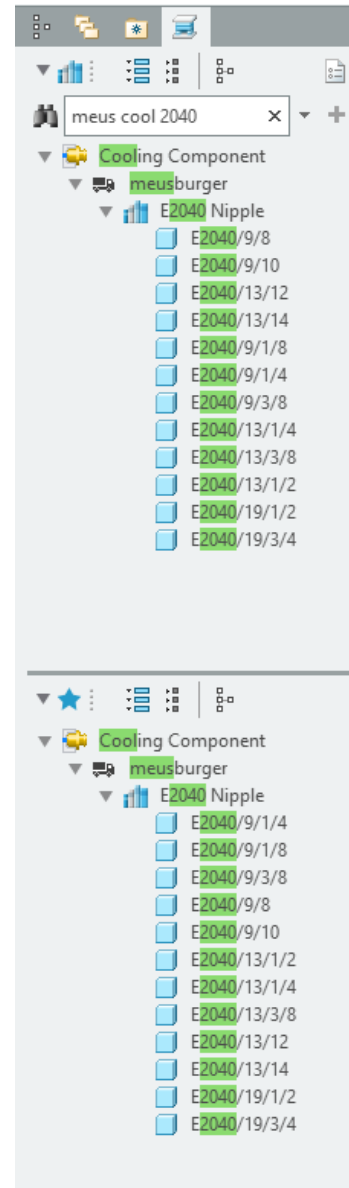 meus cool 2040
Cooling Component
meusburger
E2040 Nipple
E2040/9/8
E2040/9/10
E2040/13/12
E2040/13/14
E2040/9/1/8
E2040/9/1/4
E2040/9/3/8
E2040/13/1/4
E2040/13/3/8
E2040/13/1/2
E2040/19/1/2
E2040/19/3/4
Cooling Component
meusburger
E2040 Nipple
E2040/9/1/4
E2040/9/1/8
E2040/9/3/8
E2040/9/8
E2040/9/10
E2040/13/1/2
E2040/13/1/4
E2040/13/3/8
E2040/13/12
E2040/13/14
E2040/19/1/2
E2040/19/3/4